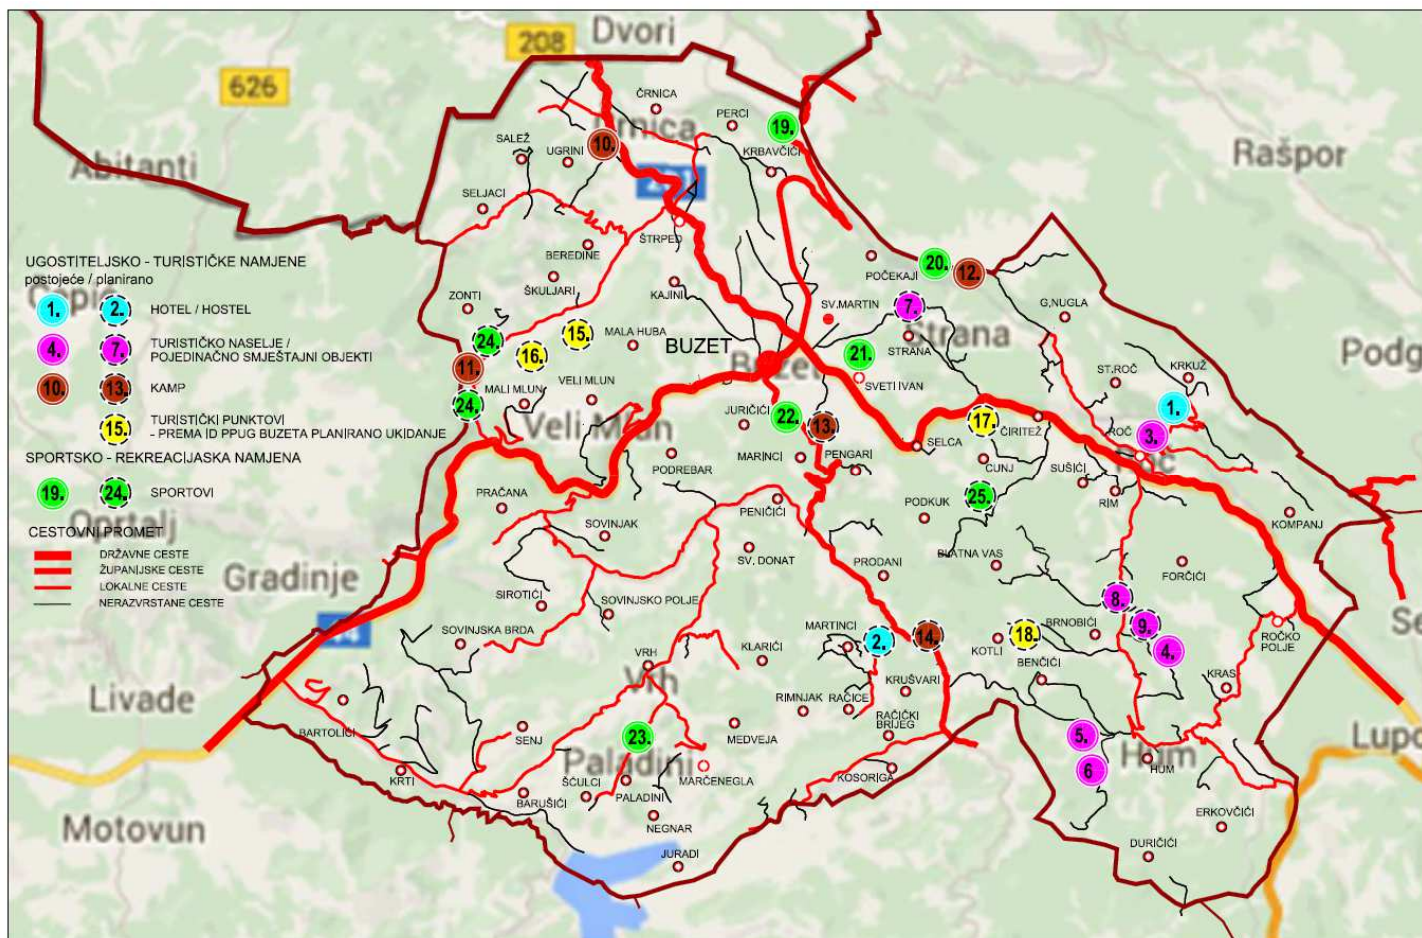 Dvori
208
626
ČRNICA
PERCI
19.
Abitanti
SALEŽ
UGRINI
10.
KRBAVČIĆI
Rašpor
SELJACI
ŠTRPED
UGOSTITELJSKO - TURISTIČKE NAMJENE
postojeće / planirano
BEREDINE
POČEKAJI
20.
12.
1.
2.
HOTEL / HOSTEL
ZONTI
ŠKULJARI
KAJINI
SV.MARTIN
7.
G.NUGLA
4.
7.
TURISTIČKO NASELJE /
POJEDINAČNO SMJEŠTAJNI OBJEKTI
24.
15.
16.
MALA HUBA
BUZET
Buzet
21.
STRANA
Strana
Podg
10.
13.
KAMP
11.
MALI MLUN
VELI MLUN
SVETI IVAN
ST.ROČ
KRKUŽ
15.
TURISTIČKI PUNKTOVI
- PREMA ID PPUG BUZETA PLANIRANO UKIDANJE
24.
Veli Mlun
JURIČIĆI
22.
13.
17.
ČIRITEŽ
1.
ROČ
3.
SPORTSKO - REKREACIJASKA NAMJENA
19.
24.
SPORTOVI
PODREBAR
MARINCI
PENGARI
SELCA
CUNJ
SUŠIĆI
RIM
Oprtalj
PRAČANA
PENIČIĆI
PODKUK
25.
KOMPANJ
CESTOVNI PROMET
DRŽAVNE CESTE
ŽUPANIJSKE CESTE
LOKALNE CESTE
NERAZVRSTANE CESTE
SOVINJAK
SV. DONAT
PRODANI
BLATNA VAS
FORČIĆI
Gradinje
SIROTIĆI
SOVINJSKO POLJE
8.
9.
4.
44
SOVINJSKA BRDA
KLARIĆI
MARTINCI
2.
14.
KOTLI
18.
BRNOBIĆI
BENČIĆI
ROČKO
POLJE
Livade
VRH
Vrh
RIMNJAK
RAČICE
KRUŠVARI
KRAS
BARTOLIĆI
SENJ
23.
MEDVEJA
RAČIČKI
BRIJEG
5.
6
Hum
HUM
Lupo
KRTI
Paladini
ŠĆULCI
PALADINI
MARČENEGLA
KOSORIGA
BARUŠIĆI
NEGNAR
ERKOVČIĆI
Motovun
JURADI
DURIČIĆI